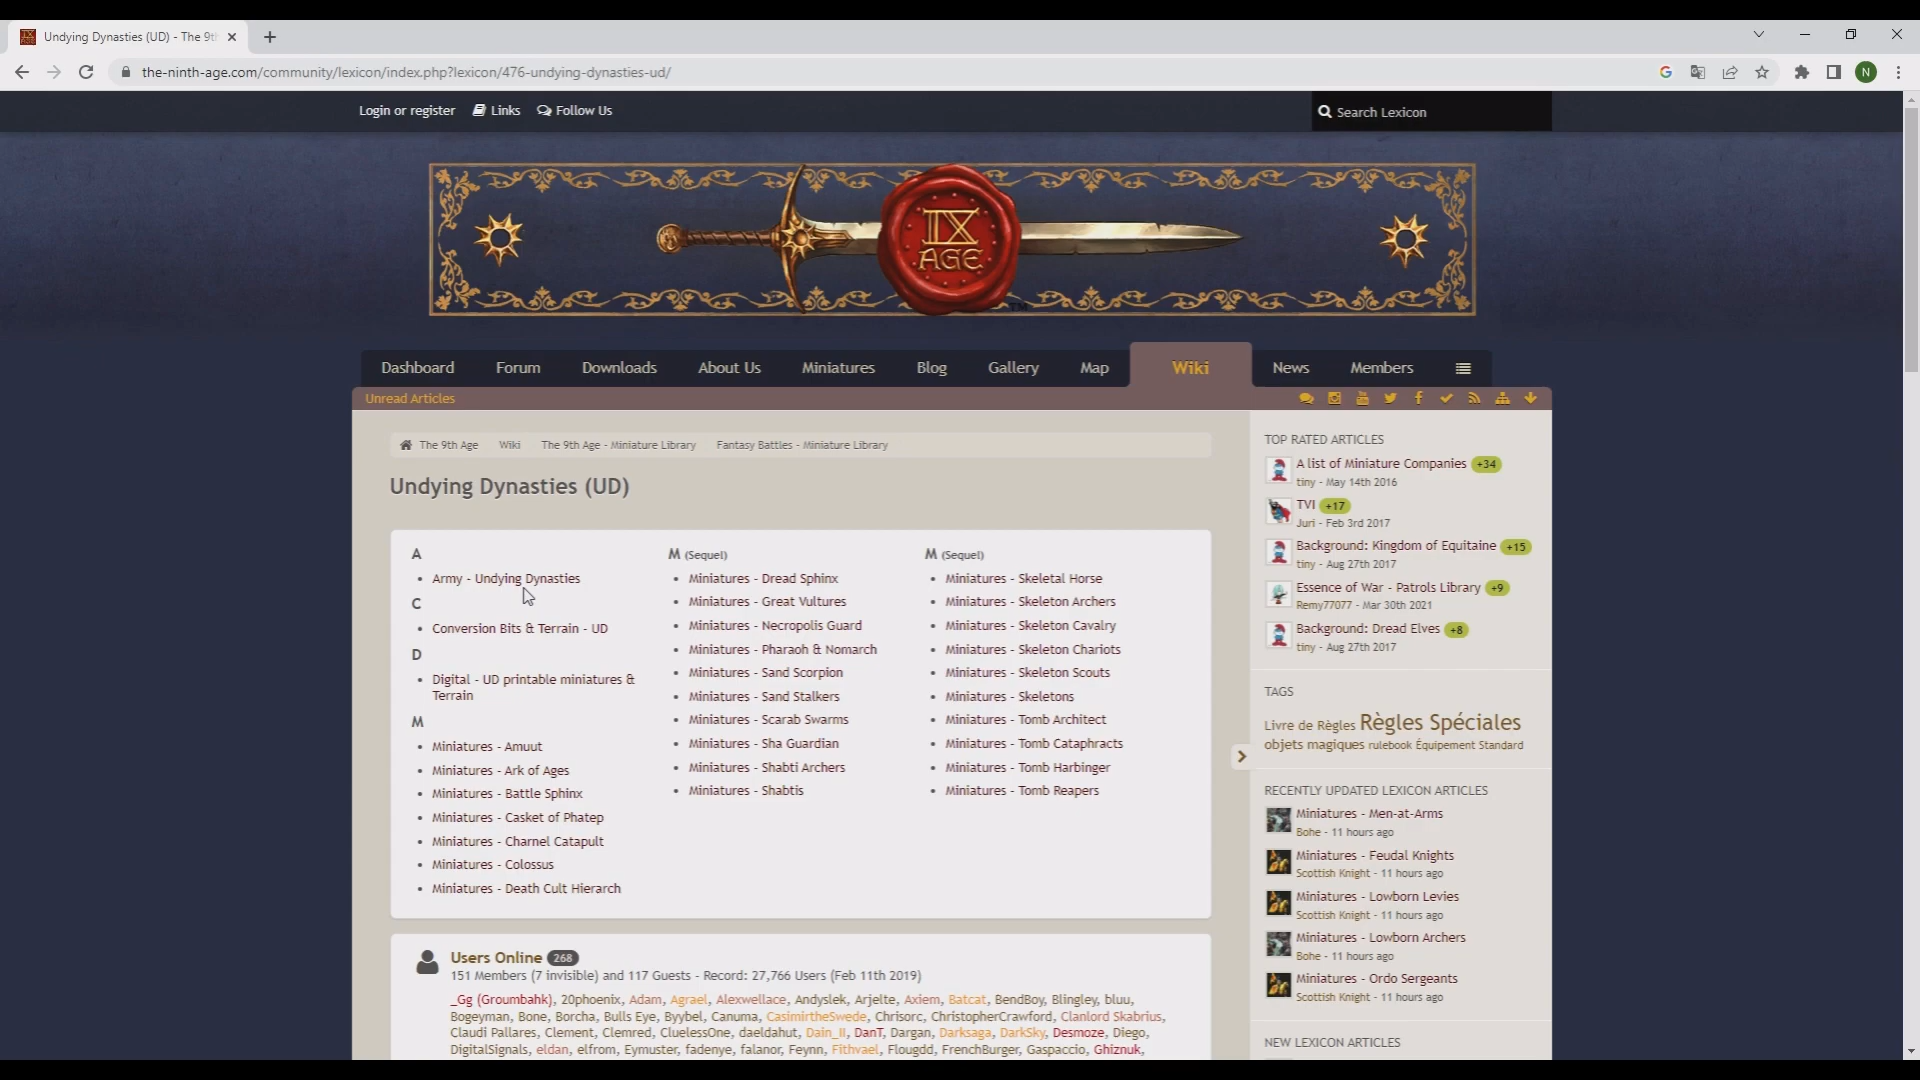 Undying Dynasties (UD) - The 9th
the-ninth-age.com/community/lexicon/index.php?lexicon/476-undying-dynasties-ud/
N
Login or register
Links
Follow Us
Search Lexicon
IX
AGE
TM
Dashboard
Forum
Downloads
About Us
Miniatures
Blog
Gallery
Map
Wiki
News
Members
Unread Articles
The 9th Age
Wiki
The 9th Age - Miniature Library
Fantasy Battles - Miniature Library
Undying Dynasties (UD)
A
Army - Undying Dynasties
C
Conversion Bits & Terrain - UD
D
Digital - UD printable miniatures &
Terrain
M
Miniatures - Amuut
Miniatures - Ark of Ages
Miniatures - Battle Sphinx
Miniatures - Casket of Phatep
Miniatures - Charnel Catapult
Miniatures - Colossus
Miniatures - Death Cult Hierarch
M (Sequel)
Miniatures - Dread Sphinx
Miniatures - Great Vultures
Miniatures - Necropolis Guard
Miniatures - Pharaoh & Nomarch
Miniatures - Sand Scorpion
Miniatures - Sand Stalkers
Miniatures - Scarab Swarms
Miniatures - Sha Guardian
Miniatures - Shabti Archers
Miniatures - Shabtis
M (Sequel)
Miniatures - Skeletal Horse
Miniatures - Skeleton Archers
Miniatures - Skeleton Cavalry
Miniatures - Skeleton Chariots
Miniatures - Skeleton Scouts
Miniatures - Skeletons
Miniatures - Tomb Architect
Miniatures - Tomb Cataphracts
Miniatures - Tomb Harbinger
Miniatures - Tomb Reapers
Users Online 268
151 Members (7 invisible) and 117 Guests - Record: 27,766 Users (Feb 11th 2019)
_Gg (Groumbahk), 20phoenix, Adam, Agrael, Alexwellace, Andyslek, Arjelte, Axiem, Batcat, BendBoy, Blingley, bluu,
Bogeyman, Bone, Borcha, Bulls Eye, Byybel, Canuma, CasimirtheSwede, Chrisorc, ChristopherCrawford, Clanlord Skabrius,
Claudi Pallares, Clement, Clemred, CluelessOne, daeldahut, Dain_II, DanT, Dargan, Darksaga, DarkSky, Desmoze, Diego,
DigitalSignals, eldan, elfrom, Eymuster, fadenye, falanor, Feynn, Fithvael, Flougdd, FrenchBurger, Gaspaccio, Ghiznuk,
TOP RATED ARTICLES
A list of Miniature Companies +34
tiny - May 14th 2016
TVI +17
Juri - Feb 3rd 2017
Background: Kingdom of Equitaine +15
tiny - Aug 27th 2017
Essence of War - Patrols Library +9
Remy77077 - Mar 30th 2021
Background: Dread Elves +8
tiny - Aug 27th 2017
TAGS
Livre de Règles Règles Spéciales
objets magiques rulebook Équipement Standard
RECENTLY UPDATED LEXICON ARTICLES
Miniatures - Men-at-Arms
Bohe - 11 hours ago
Miniatures - Feudal Knights
Scottish Knight - 11 hours ago
Miniatures - Lowborn Levies
Scottish Knight - 11 hours ago
Miniatures - Lowborn Archers
Bohe - 11 hours ago
Miniatures - Ordo Sergeants
Scottish Knight - 11 hours ago
NEW LEXICON ARTICLES